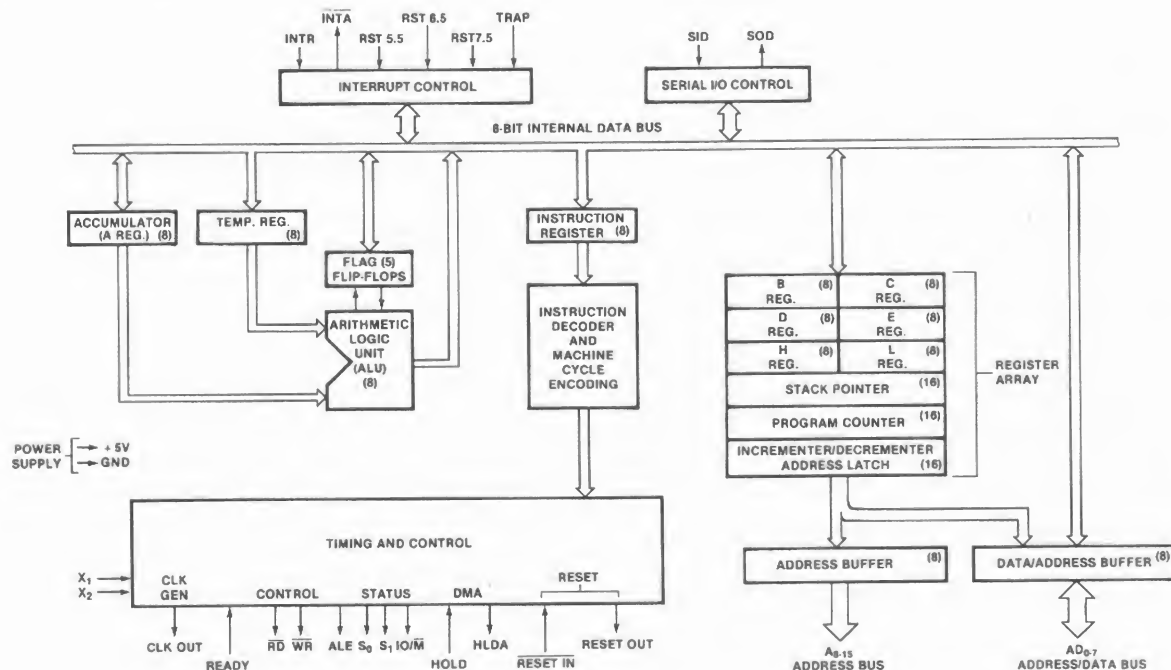 INTR
INTA
RST 5.5
RST 6.5
RST7.5
TRAP
INTERRUPT CONTROL
SID
SOD
SERIAL I/O CONTROL
8-BIT INTERNAL DATA BUS
ACCUMULATOR
(A REG.) (8)
TEMP. REG.
(8)
FLAG (5)
FLIP-FLOPS
ARITHMETIC
LOGIC
UNIT
(ALU)
(8)
INSTRUCTION
REGISTER (8)
INSTRUCTION
DECODER
AND
MACHINE
CYCLE
ENCODING
B (8)
REG.
C (8)
REG.
D (8)
REG.
E (8)
REG.
H (8)
REG.
L (8)
REG.
STACK POINTER (16)
PROGRAM COUNTER (16)
INCREMENTER/DECREMENTER
ADDRESS LATCH (16)
REGISTER
ARRAY
POWER
SUPPLY
+ 5V
GND
TIMING AND CONTROL
X1
X2
CLK
GEN
CONTROL
STATUS
DMA
RESET
CLK OUT
READY
RD
WR
ALE
S0
S1
IO/M
HOLD
HLDA
RESET IN
RESET OUT
ADDRESS BUFFER (8)
DATA/ADDRESS BUFFER (8)
A8-15
ADDRESS BUS
AD0-7
ADDRESS/DATA BUS